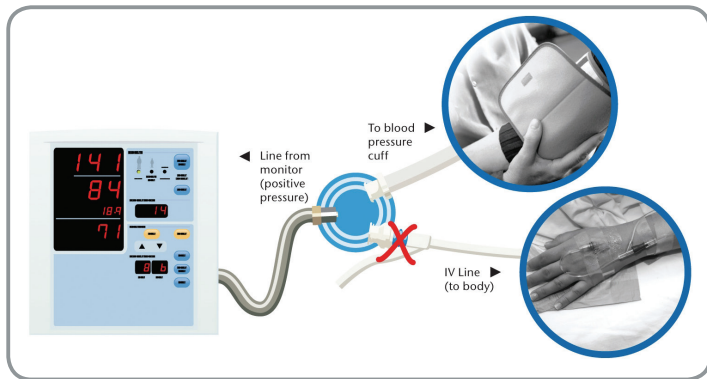 141
84
18.9
71
14
8 6
Line from
monitor
(positive
pressure)
To blood
pressure
cuff
IV Line
(to body)